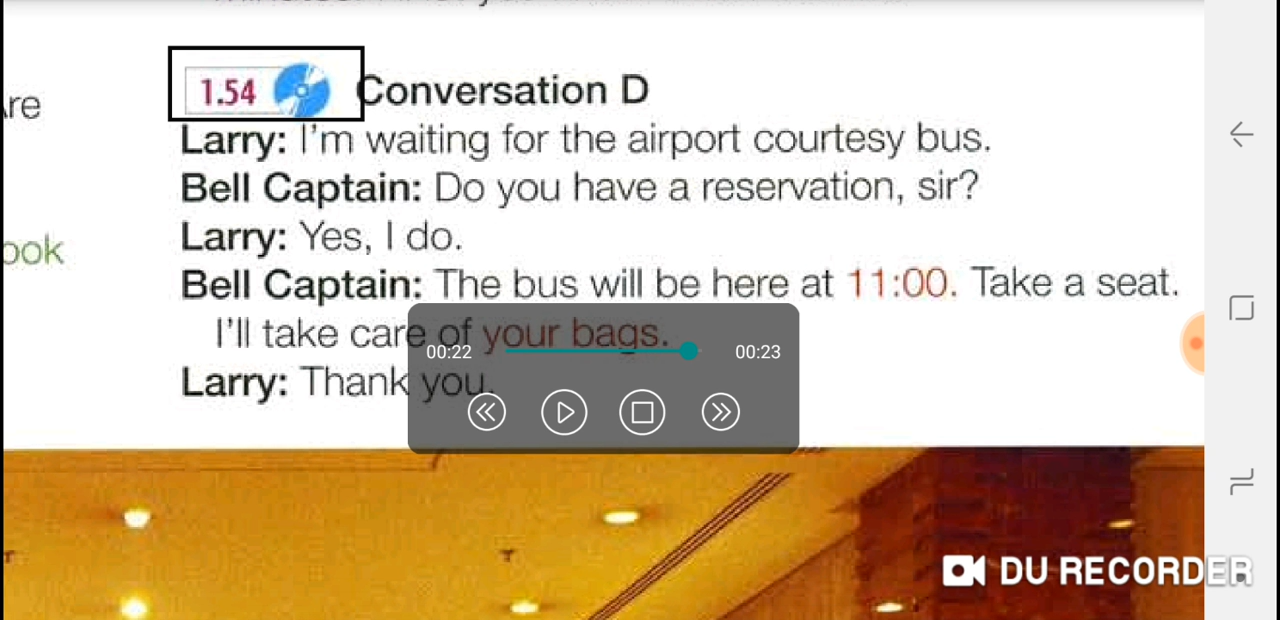 1.54 Conversation D
Are
Larry: I'm waiting for the airport courtesy bus.
Bell Captain: Do you have a reservation, sir?
Larry: Yes, I do.
ook
Bell Captain: The bus will be here at 11:00. Take a seat.
I'll take care of your bags.
00:22 00:23
Larry: Thank you.
DU RECORDER